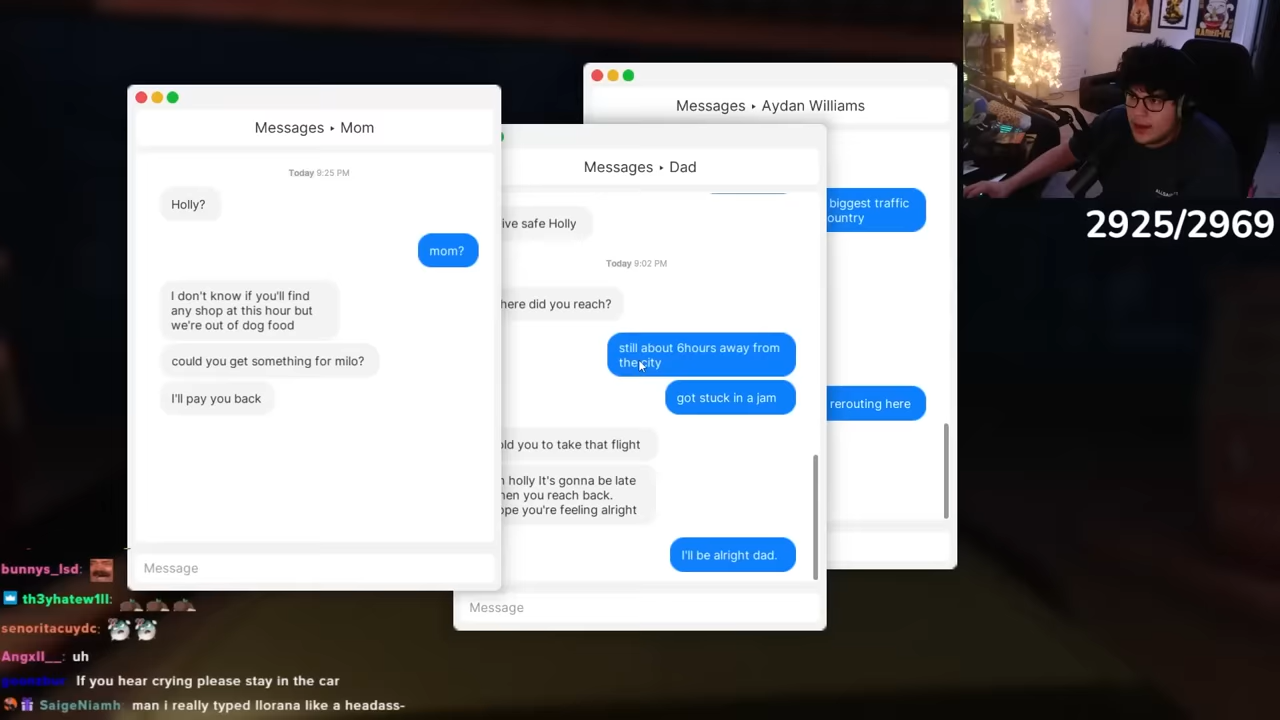 Messages ‣ Mom
Today 9:25 PM
Holly?
mom?
I don't know if you'll find
any shop at this hour but
we're out of dog food
could you get something for milo?
I'll pay you back
Message
Messages ‣ Dad
ive safe Holly
Today 9:02 PM
here did you reach?
still about 6hours away from
the city
got stuck in a jam
old you to take that flight
h holly It's gonna be late
hen you reach back.
ope you're feeling alright
I'll be alright dad.
Message
Messages ‣ Aydan Williams
biggest traffic
ountry
rerouting here
2925/2969
bunnys_lsd:
th3yhatew1ll:
senoritacuydc:
Angxll__: uh
If you hear crying please stay in the car
SaigeNiamh: man i really typed llorana like a headass-